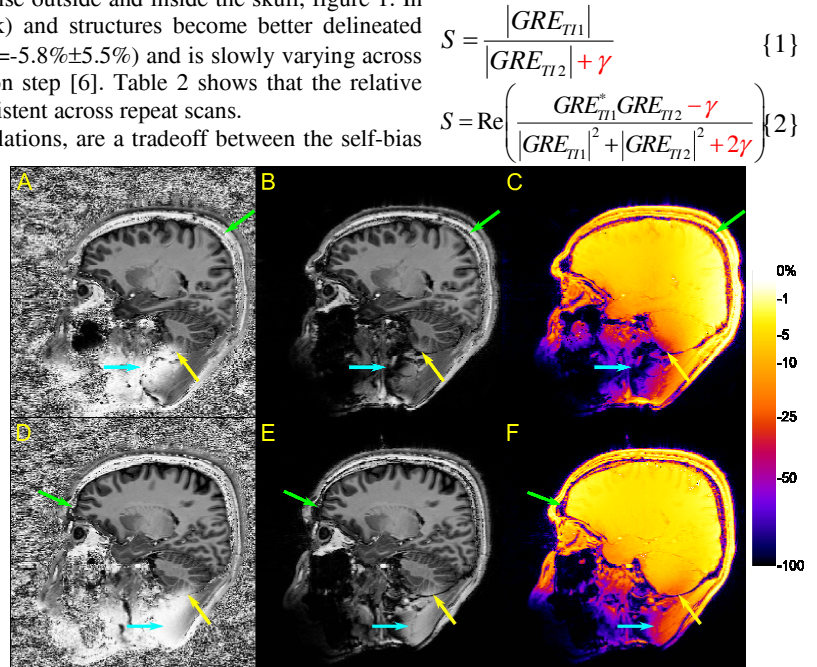 ise outside and inside the skull, figure 1. In
k) and structures become better delineated
=-5.8%±5.5%) and is slowly varying across
on step [6]. Table 2 shows that the relative
istent across repeat scans.
lations, are a tradeoff between the self-bias
S = |GRE_TI1| / (|GRE_TI2| + γ) {1}
S = Re( (GRE*_TI1 GRE_TI2 − γ) / (|GRE_TI1|² + |GRE_TI2|² + 2γ) ) {2}
A B C
0%
-1
-5
-10
-25
-50
-100
D E F